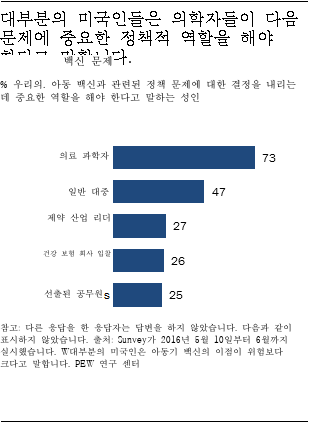 대부분의 미국인들은 의학자들이 다음
문제에 중요한 정책적 역할을 해야
백신 문제
% 우리의. 아동 백신과 관련된 정책 문제에 대한 결정을 내리는
데 중요한 역할을 해야 한다고 말하는 성인
의료 과학자 73
일반 대중 47
제약 산업 리더 27
건강 보험 회사 임팔 26
선출된 공무원s 25
참고: 다른 응답을 한 응답자는 답변을 하지 않았습니다. 다음과 같이
표시하지 않았습니다. 출처: Survey가 2016년 5월 10일부터 6월까지
실시했습니다. W대부분의 미국인은 아동기 백신의 이점이 위험보다
크다고 말합니다. PEW 연구 센터